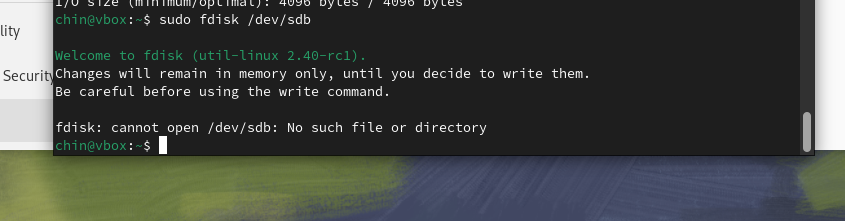 I/O size (minimum/optimal): 4096 bytes / 4096 bytes
chin@vbox:~$ sudo fdisk /dev/sdb
lity
Welcome to fdisk (util-linux 2.40-rc1).
Security
Changes will remain in memory only, until you decide to write them.
Be careful before using the write command.
fdisk: cannot open /dev/sdb: No such file or directory
chin@vbox:~$